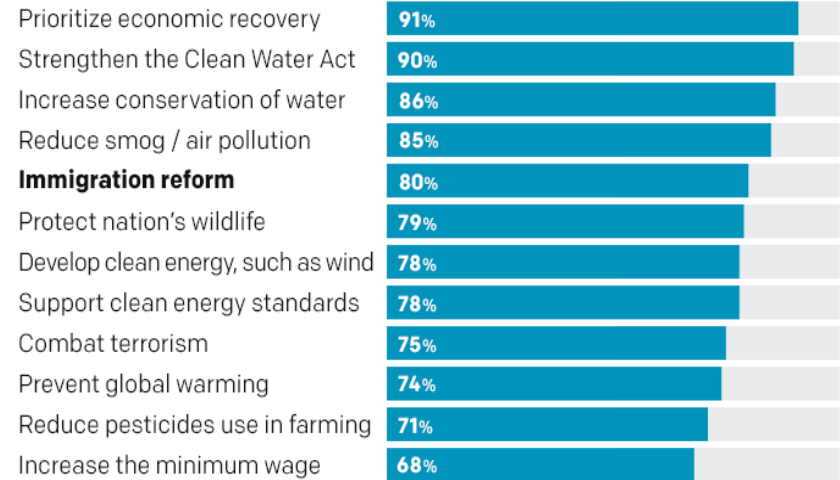 Prioritize economic recovery 91%
Strengthen the Clean Water Act 90%
Increase conservation of water 86%
Reduce smog / air pollution 85%
Immigration reform 80%
Protect nation's wildlife 79%
Develop clean energy, such as wind 78%
Support clean energy standards 78%
Combat terrorism 75%
Prevent global warming 74%
Reduce pesticides use in farming 71%
Increase the minimum wage 68%